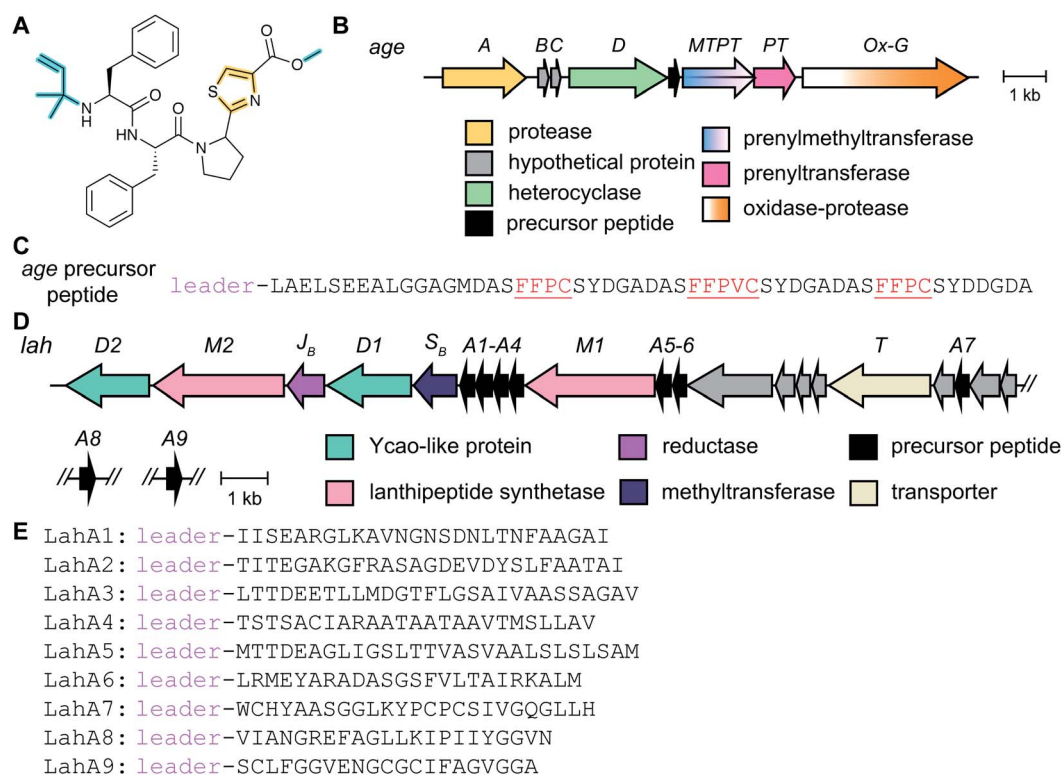 A
O
O
S
N
N
H
O
HN
O
N
B
age
A
B C
D
MTPT
PT
Ox-G
1 kb
protease
hypothetical protein
heterocyclase
precursor peptide
prenylmethyltransferase
prenyltransferase
oxidase-protease
C
age precursor
peptide
leader-LAELSEEALGGAGMDASFFPCSYDGADASFFPVCSYDGADASFFPCSYDDGDA
D
lah
D2
M2
JB
D1
SB
A1-A4
M1
A5-6
T
A7
A8
A9
1 kb
Ycao-like protein
lanthipeptide synthetase
reductase
methyltransferase
precursor peptide
transporter
E
LahA1: leader-IISEARGLKAVNGNSDNLTNFAAGAI
LahA2: leader-TITEGAKGFRASAGDEVDYSLFAATAI
LahA3: leader-LTTDEETLLMDGTFLGSAIVAASSAGAV
LahA4: leader-TSTSACIARAATAATAAVTMSLLAV
LahA5: leader-MTTDEAGLIGSLTTVASVAALSLSLSAM
LahA6: leader-LRMEYARADASGSFVLTAIRKALM
LahA7: leader-WCHYAASGGLKYPCPCSIVGQGLLH
LahA8: leader-VIANGREFAGLLKIPIIYGGVN
LahA9: leader-SCLFGGVENGCGCIFAGVGGA